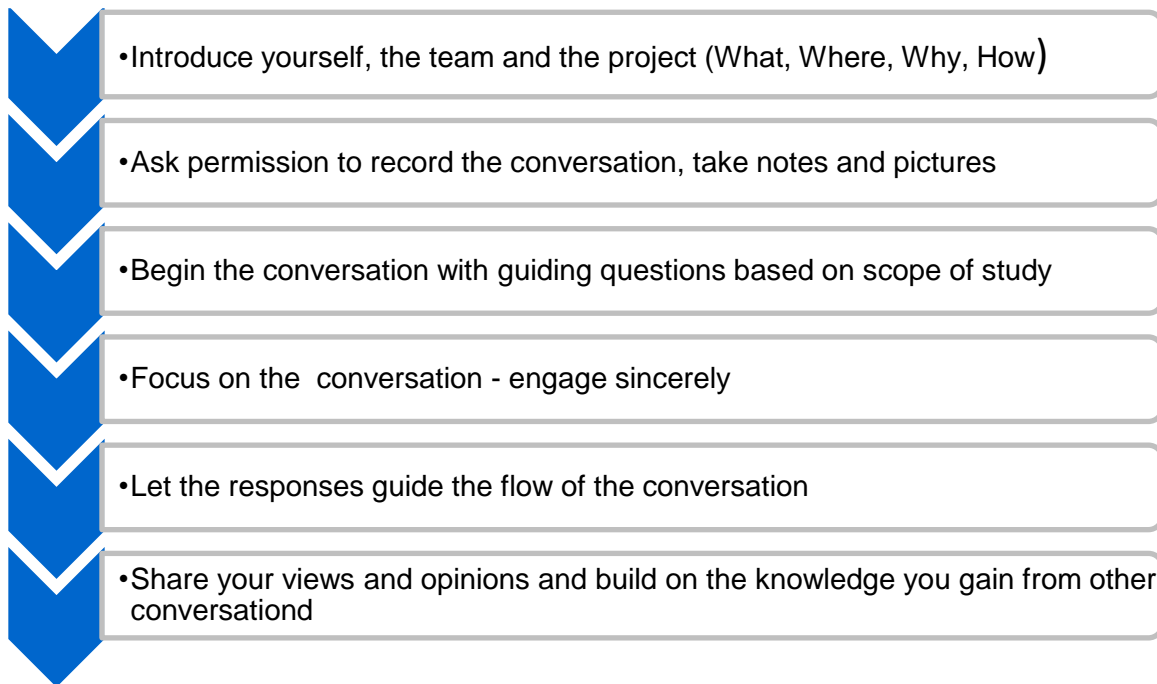 •Introduce yourself, the team and the project (What, Where, Why, How)
•Ask permission to record the conversation, take notes and pictures
•Begin the conversation with guiding questions based on scope of study
•Focus on the  conversation - engage sincerely
•Let the responses guide the flow of the conversation
•Share your views and opinions and build on the knowledge you gain from other
conversationd